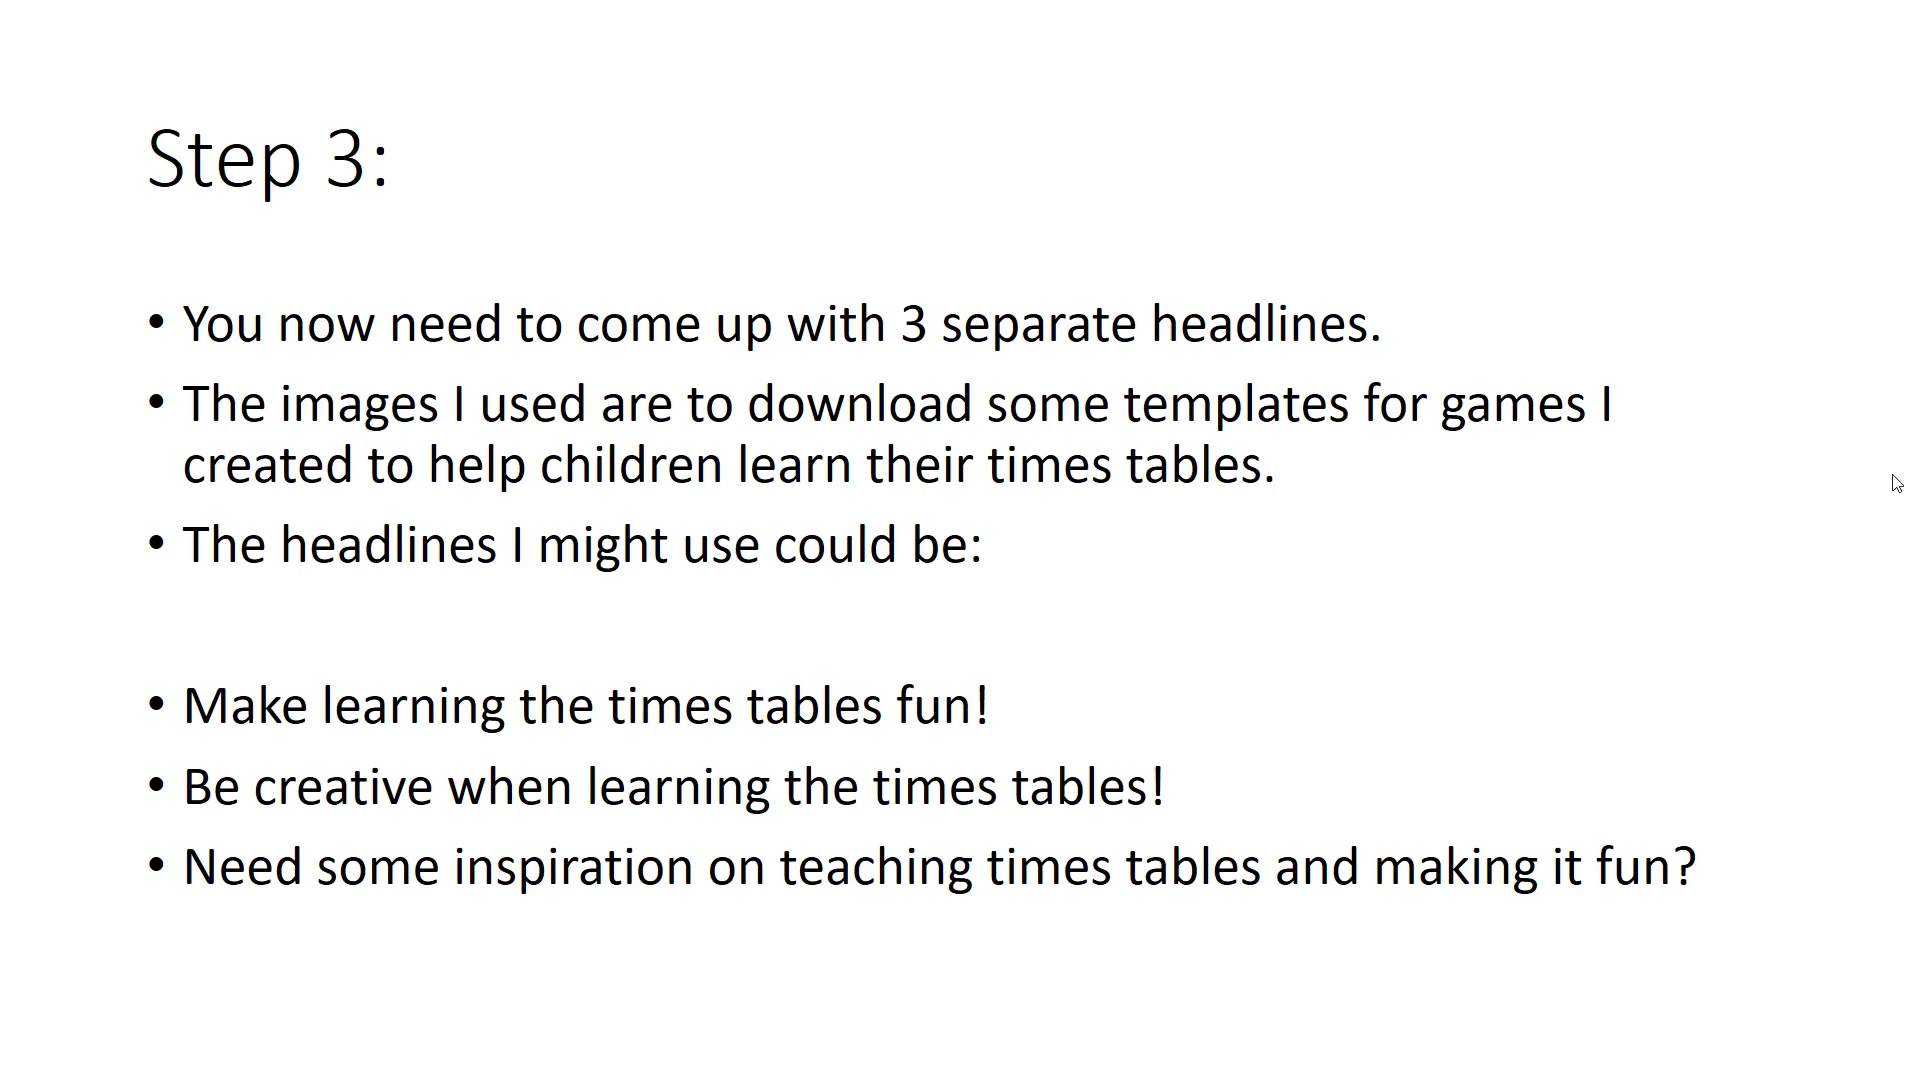 Step 3:
• You now need to come up with 3 separate headlines.
• The images I used are to download some templates for games I
created to help children learn their times tables.
• The headlines I might use could be:
• Make learning the times tables fun!
• Be creative when learning the times tables!
• Need some inspiration on teaching times tables and making it fun?